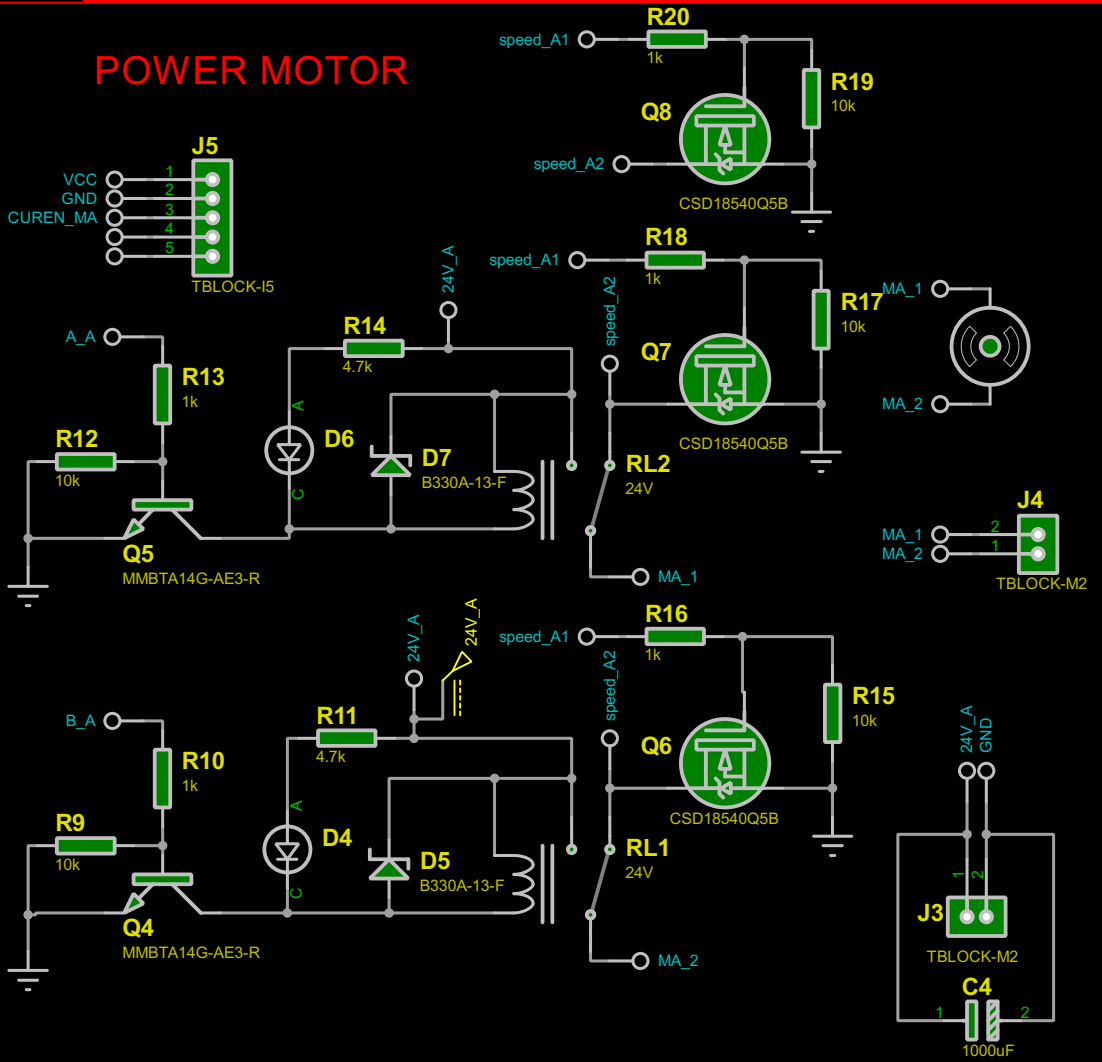 POWER MOTOR
speed_A1
R20
1k
R19
10k
Q8
speed_A2
CSD18540Q5B
J5
VCC
1
GND
2
CUREN_MA
3
4
5
TBLOCK-I5
speed_A1
R18
1k
24V_A
speed_A2
R17
10k
Q7
CSD18540Q5B
MA_1
MA_2
A_A
R13
1k
R14
4.7k
R12
10k
A
D6
C
D7
B330A-13-F
RL2
24V
Q5
MMBTA14G-AE3-R
MA_1
J4
MA_1
2
MA_2
1
TBLOCK-M2
speed_A1
R16
1k
24V_A
24V_A
speed_A2
R15
10k
Q6
CSD18540Q5B
B_A
R10
1k
R11
4.7k
R9
10k
A
D4
C
D5
B330A-13-F
RL1
24V
Q4
MMBTA14G-AE3-R
MA_2
24V_A
GND
1
2
J3
TBLOCK-M2
C4
1
2
1000uF